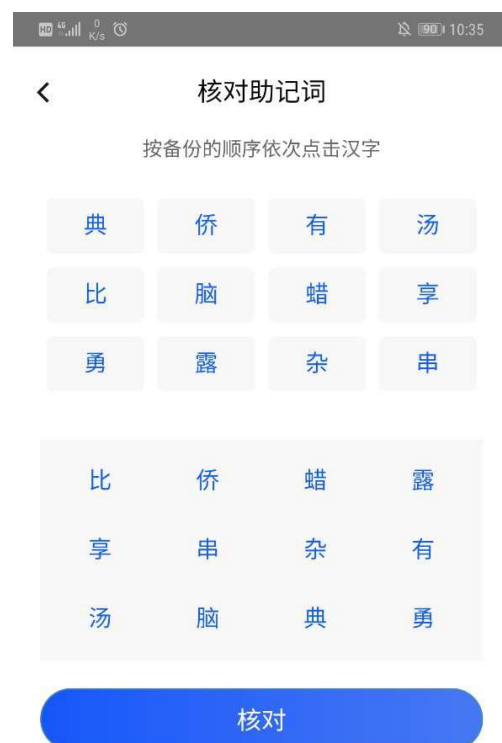 HD 4G 0 K/s 90 10:35
核对助记词
按备份的顺序依次点击汉字
典 侨 有 汤
比 脑 蜡 享
勇 露 杂 串
比 侨 蜡 露
享 串 杂 有
汤 脑 典 勇
核对